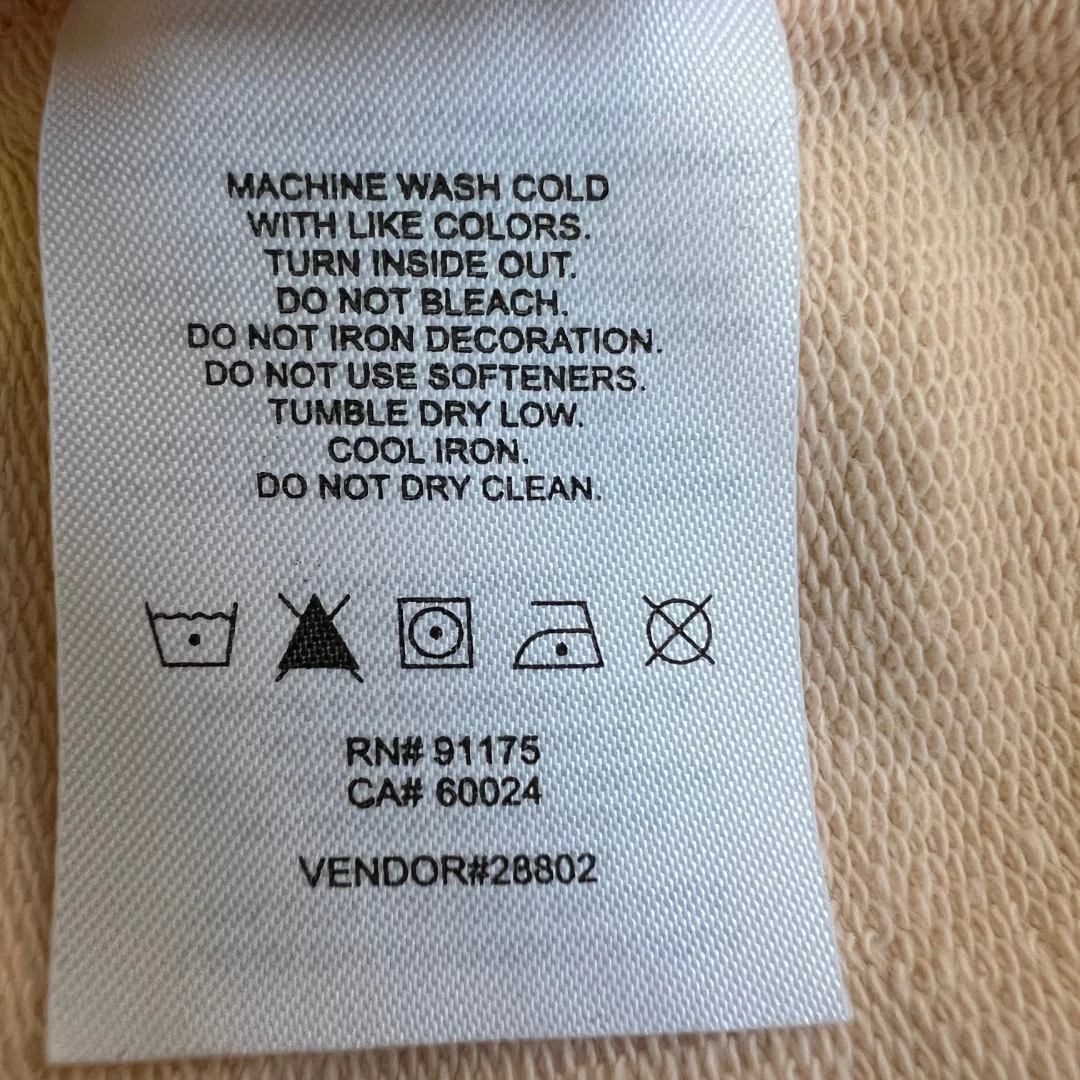 MACHINE WASH COLD
WITH LIKE COLORS.
TURN INSIDE OUT.
DO NOT BLEACH.
DO NOT IRON DECORATION.
DO NOT USE SOFTENERS.
TUMBLE DRY LOW.
COOL IRON.
DO NOT DRY CLEAN.
RN# 91175
CA# 60024
VENDOR#28802